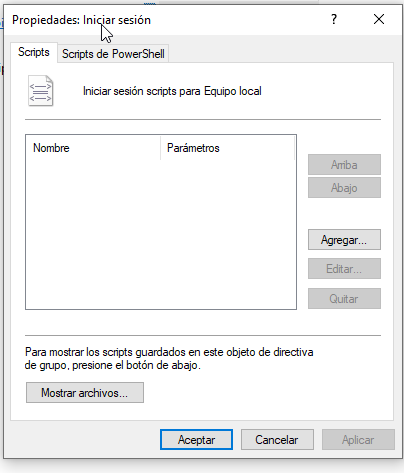 Propiedades: Iniciar sesión
Scripts
Scripts de PowerShell
Iniciar sesión scripts para Equipo local
Nombre
Parámetros
Arriba
Abajo
Agregar...
Editar...
Quitar
Para mostrar los scripts guardados en este objeto de directiva
de grupo, presione el botón de abajo.
Mostrar archivos...
Aceptar
Cancelar
Aplicar